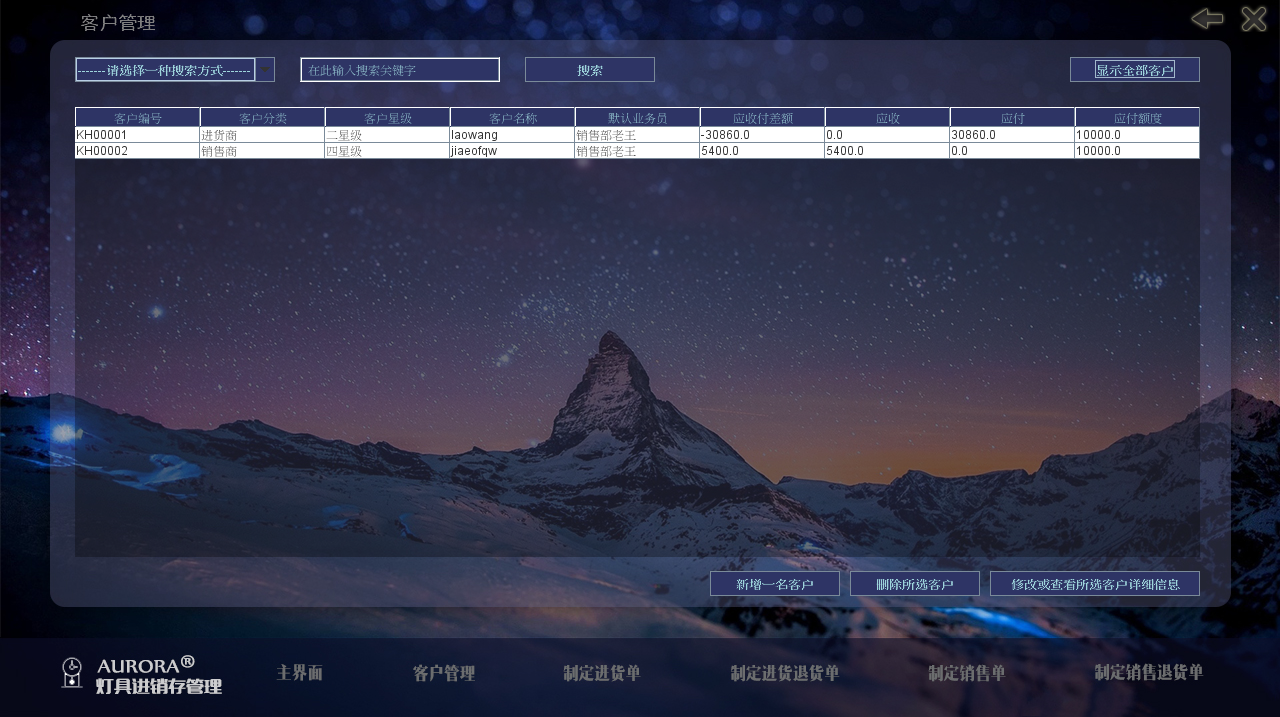 客户管理
-------请选择一种搜索方式------- 在此输入搜索关键字 搜索 显示全部客户
客户编号 客户分类 客户星级 客户名称 默认业务员 应收付差额 应收 应付 应付额度
KH00001 进货商 二星级 laowang 销售部老王 -30860.0 0.0 30860.0 10000.0
KH00002 销售商 四星级 jiaeofqw 销售部老王 5400.0 5400.0 0.0 10000.0
新增一名客户 删除所选客户 修改或查看所选客户详细信息
AURORA®
灯具进销存管理
主界面 客户管理 制定进货单 制定进货退货单 制定销售单 制定销售退货单